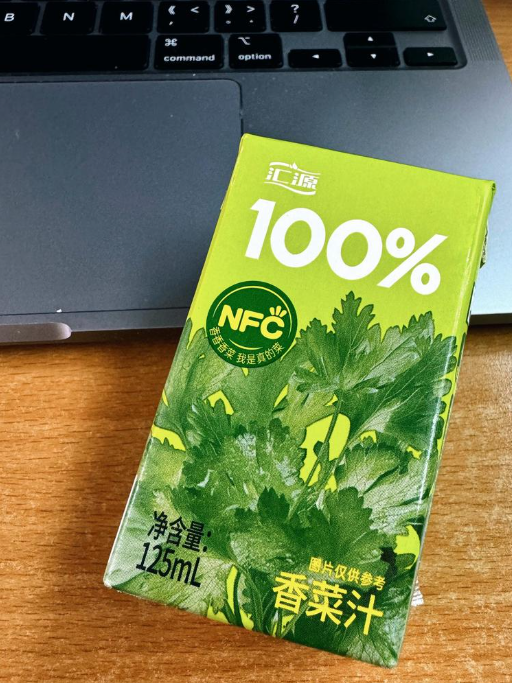 B
N
M
《 <
,
》 >
。 .
?
/
⌘
command
⌥
option
汇源
100%
NFC
香香香菜 我是真的菜
净含量:
125mL
图片仅供参考
香菜汁